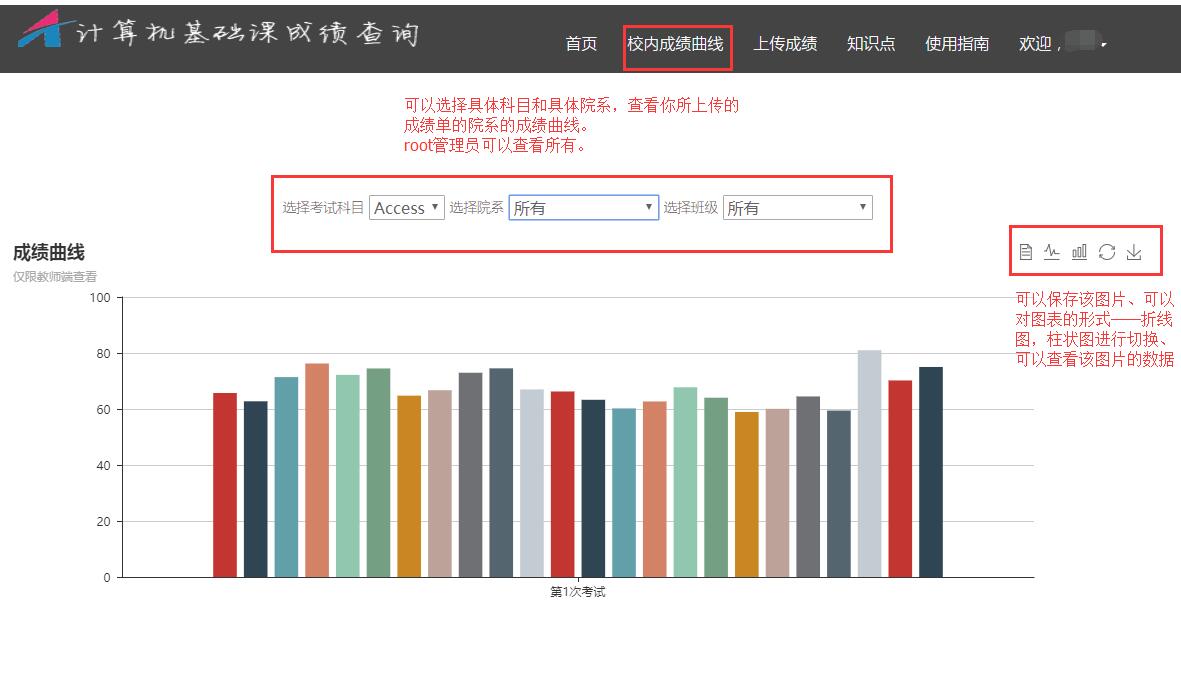 计算机基础课成绩查询
首页 校内成绩曲线 上传成绩 知识点 使用指南 欢迎，
可以选择具体科目和具体院系，查看你所上传的
成绩单的院系的成绩曲线。
root管理员可以查看所有。
选择考试科目 Access 选择院系 所有 选择班级 所有
成绩曲线
仅限教师端查看
可以保存该图片、可以
对图表的形式——折线
图，柱状图进行切换、
可以查看该图片的数据
100
80
60
40
20
0
第1次考试